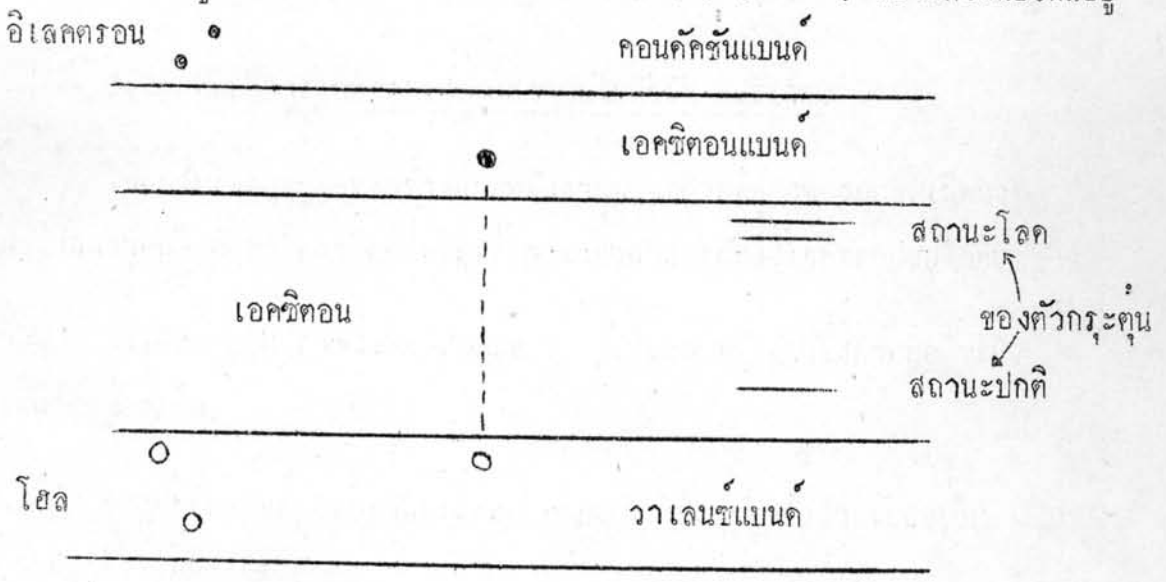 อิเลคตรอน
คอนดัคชันแบนด์
เอคซิตอนแบนด์
สถานะโลด
เอคซิตอน
ของตัวกระตุ้น
สถานะปกติ
โฮล
วาเลนซ์แบนด์